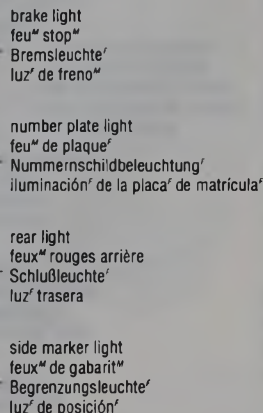 brake light
feuᴹ stopᴹ
Bremsleuchteᶠ
luzᶠ de frenoᴹ
number plate light
feuᴹ de plaqueᶠ
Nummernschildbeleuchtungᶠ
iluminaciónᶠ de la placaᶠ de matrículaᶠ
rear light
feuxᴹ rouges arrière
Schlußleuchteᶠ
luzᶠ trasera
side marker light
feuxᴹ de gabaritᴹ
Begrenzungsleuchteᶠ
luzᶠ de posiciónᶠ